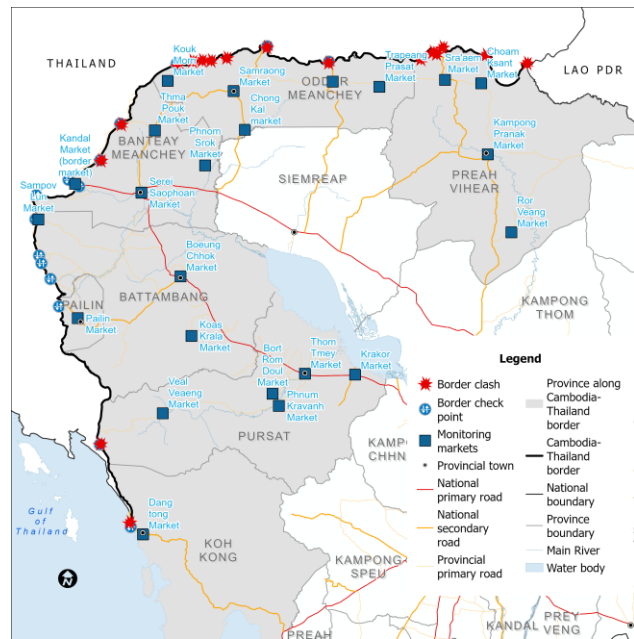 THAILAND
LAO PDR
Kouk
Morn
Market
Samraong
Market
ODDAR
MEANCHEY
Trapeang
Prasat
Market
Sra'aem
Market
Choam
Ksant
Market
Thma
Pouk
Market
Chong
Kal
market
BANTEAY
MEANCHEY
Phnom
Srok
Market
Kandal
Market
(border
market)
Kampong
Pranak
Market
SIEMREAP
PREAH
VIHEAR
Sampov
Lun
Market
Serei
Saophoan
Market
Ror
Veang
Market
Boeung
Chhok
Market
BATTAMBANG
PAILIN
Pailin
Market
KAMPONG
THOM
Koas
Krala
Market
Bort
Rom
Doul
Market
Thom
Tmey
Market
Krakor
Market
Veal
Veaeng
Market
Phnum
Kravanh
Market
PURSAT
KAMPO
CHHN
Gulf
of
Thailand
Dang
tong
Market
KOH
KONG
KAMPONG
SPEU
KANDAL
PREY
VENG
PREAH
N
Legend
Border clash
Border check
point
Monitoring
markets
Provincial town
National
primary road
National
secondary
road
Provincial
primary road
Province along
Cambodia-
Thailand
border
Cambodia-
Thailand
border
National
boundary
Province
boundary
Main River
Water body